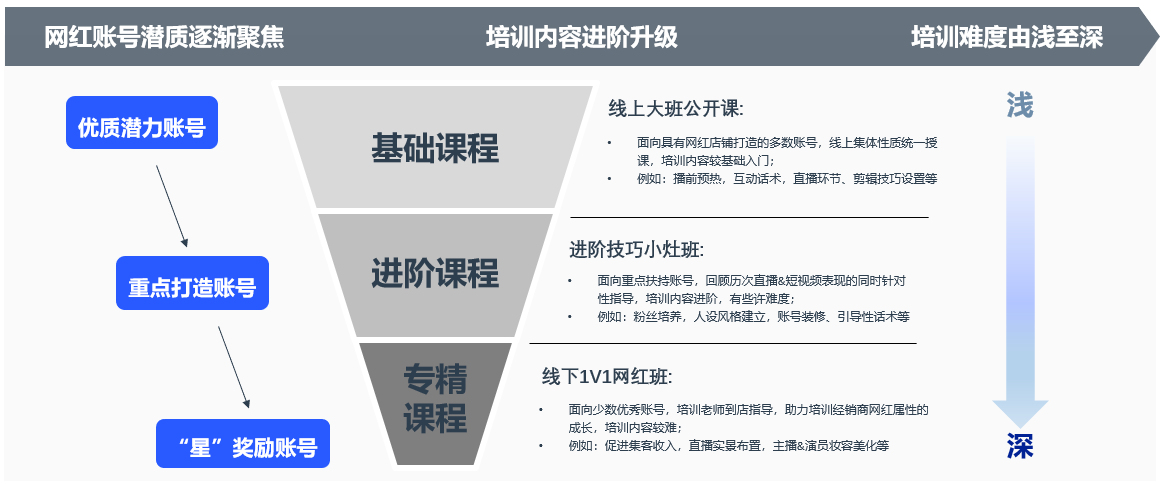 网红账号潜质逐渐聚焦
培训内容进阶升级
培训难度由浅至深
优质潜力账号
重点打造账号
“星”奖励账号
基础课程
进阶课程
专精
课程
线上大班公开课:
• 面向具有网红店铺打造的多数账号，线上集体性质统一授
课，培训内容较基础入门；
• 例如：播前预热，互动话术，直播环节、剪辑技巧设置等
进阶技巧小灶班:
• 面向重点扶持账号，回顾历次直播&短视频表现的同时针对
性指导，培训内容进阶，有些许难度；
• 例如：粉丝培养，人设风格建立，账号装修、引导性话术等
线下1V1网红班:
• 面向少数优秀账号，培训老师到店指导，助力培训经销商网红属性的
成长，培训内容较难；
• 例如：促进集客收入，直播实景布置，主播&演员妆容美化等
浅
深